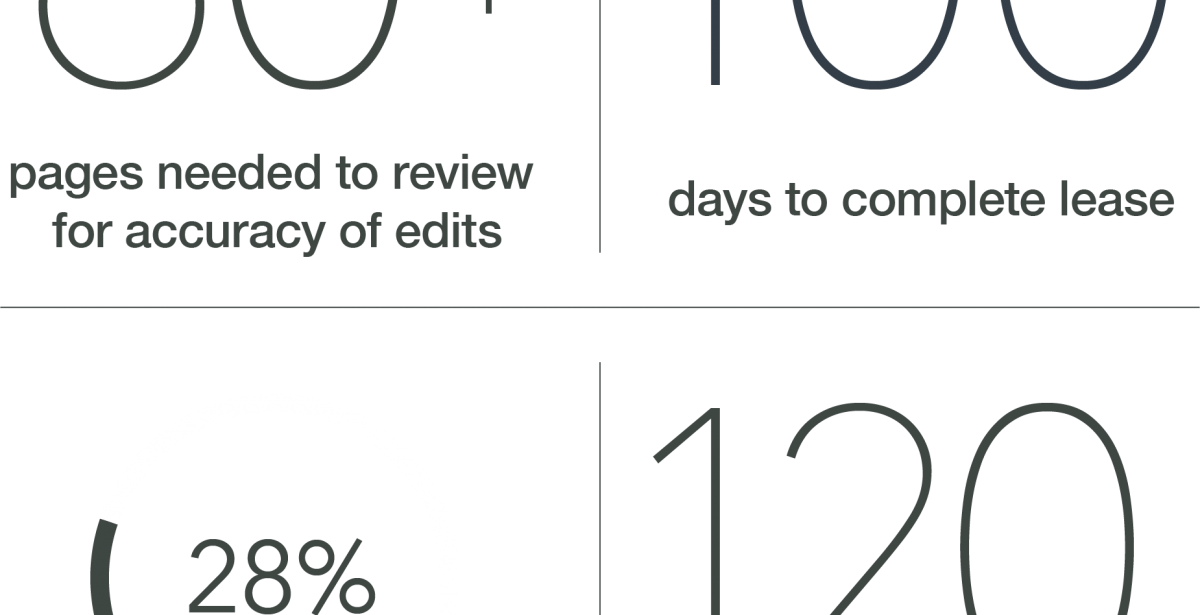 pages needed to review
for accuracy of edits
days to complete lease
28%
120